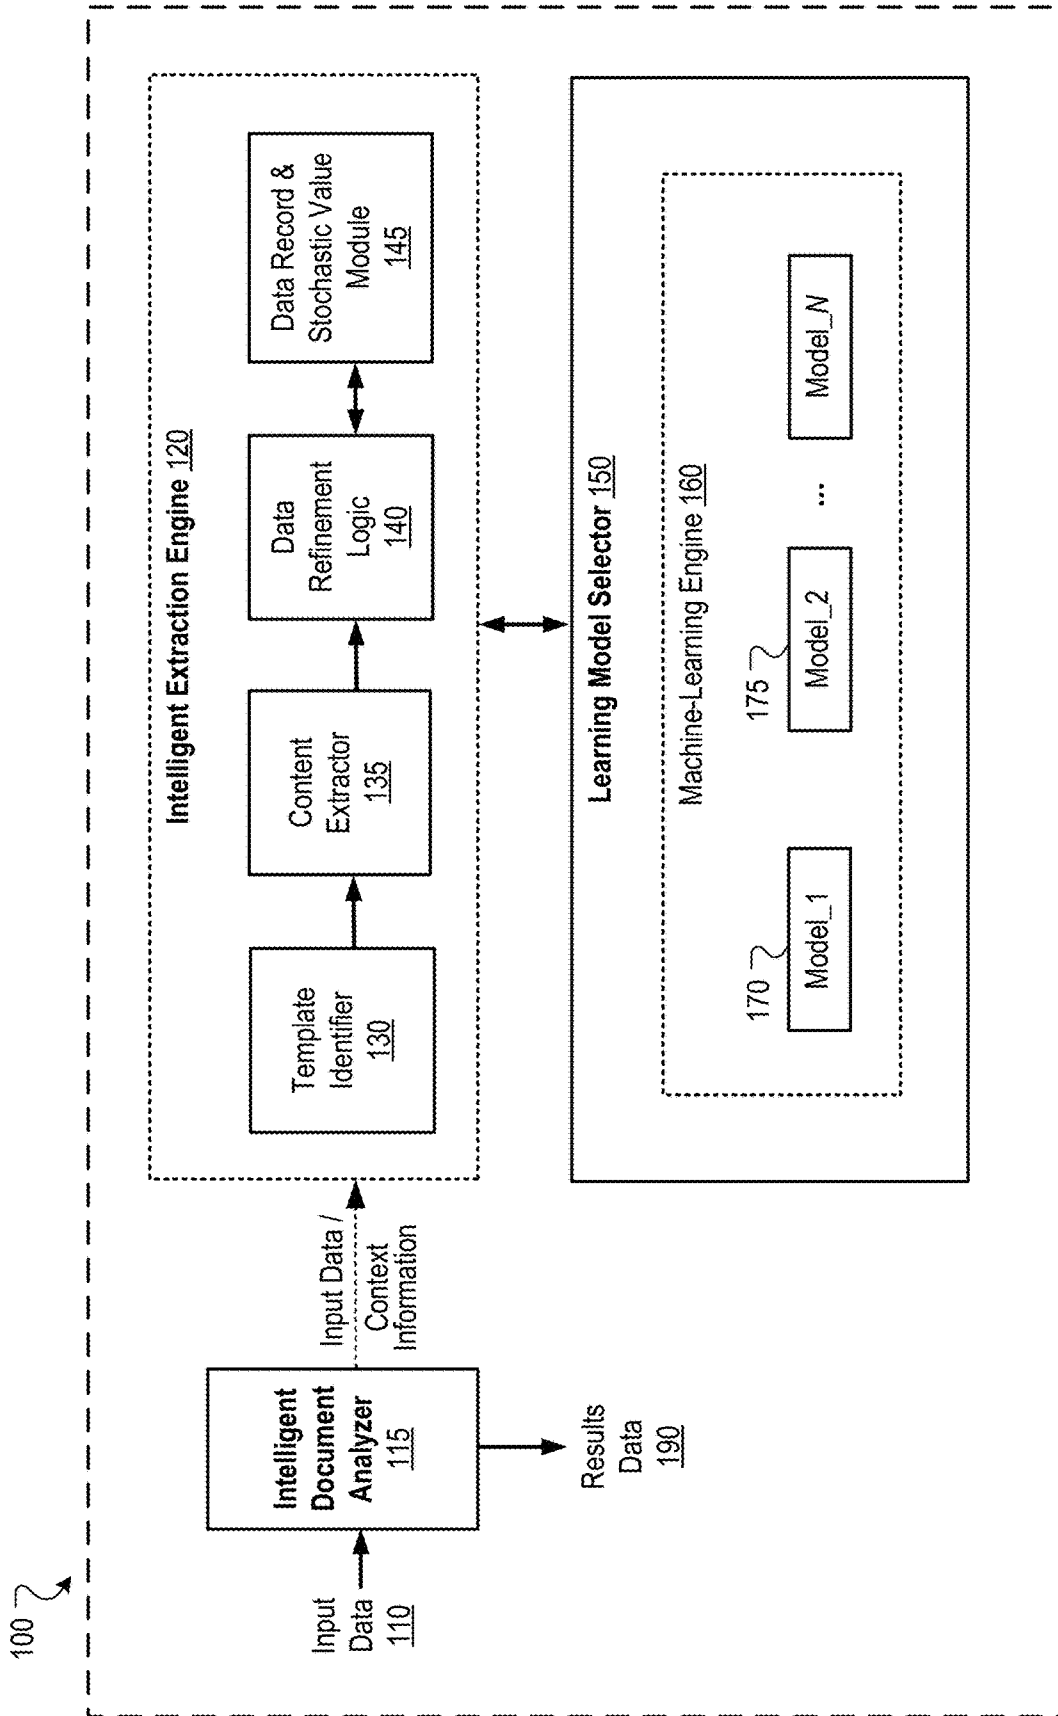 100
Input
Data
110
Intelligent
Document
Analyzer
115
Results
Data
190
Input Data /
Context
Information
Intelligent Extraction Engine 120
Template
Identifier
130
Content
Extractor
135
Data
Refinement
Logic
140
Data Record &
Stochastic Value
Module
145
Learning Model Selector 150
Machine-Learning Engine 160
170
Model_1
175
Model_2
...
Model_N